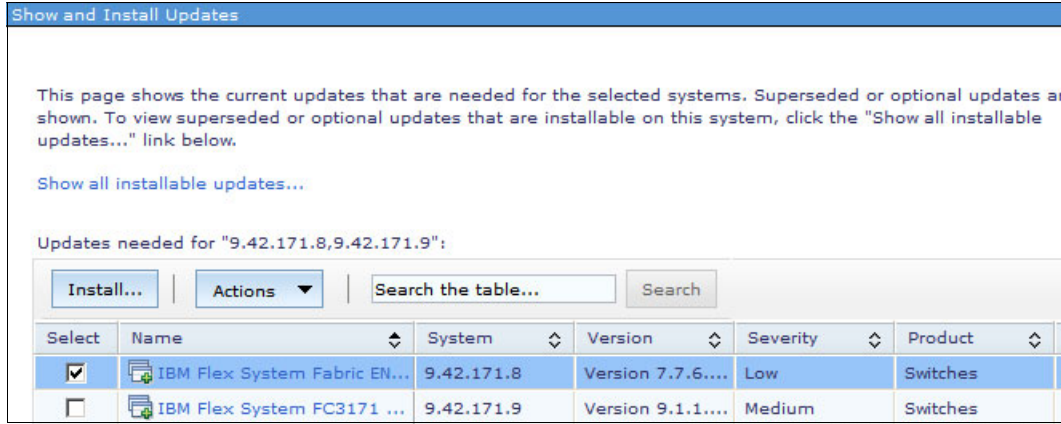 Show and Install Updates
This page shows the current updates that are needed for the selected systems. Superseded or optional updates
shown. To view superseded or optional updates that are installable on this system, click the "Show all installable
updates..." link below.
Show all installable updates...
Updates needed for "9.42.171.8,9.42.171.9":
Install... Actions Search the table... Search
Select Name System Version Severity Product
IBM Flex System Fabric EN... 9.42.171.8 Version 7.7.6.... Low Switches
IBM Flex System FC3171 ... 9.42.171.9 Version 9.1.1.... Medium Switches